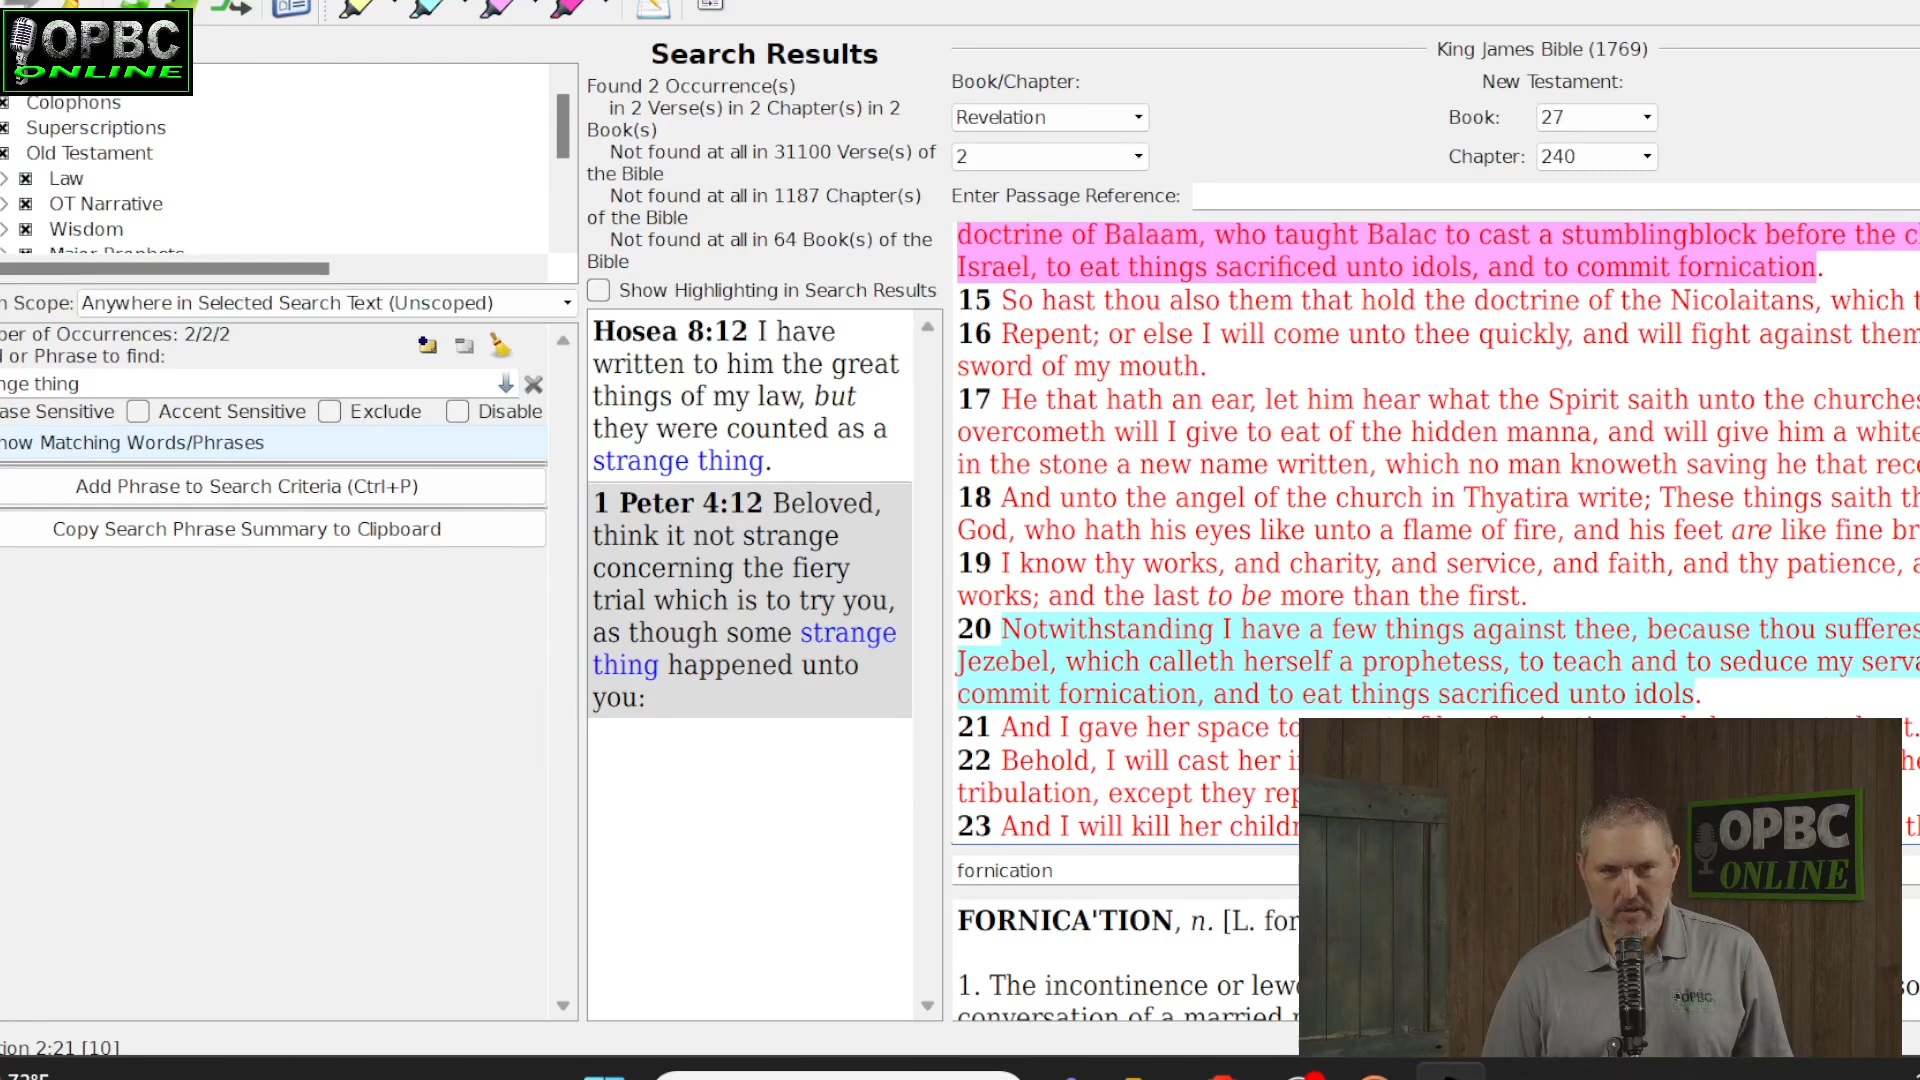 OPBC
ONLINE
Colophons
Superscriptions
Old Testament
Law
OT Narrative
Wisdom
Major Prophets
Scope: Anywhere in Selected Search Text (Unscoped)
of Occurrences: 2/2/2
or Phrase to find:
nge thing
Sensitive Accent Sensitive Exclude Disable
Matching Words/Phrases
Add Phrase to Search Criteria (Ctrl+P)
Copy Search Phrase Summary to Clipboard
2:21 [10]
72°F
Search Results
Found 2 Occurrence(s)
in 2 Verse(s) in 2 Chapter(s) in 2
Book(s)
Not found at all in 31100 Verse(s) of
the Bible
Not found at all in 1187 Chapter(s)
of the Bible
Not found at all in 64 Book(s) of the
Bible
Show Highlighting in Search Results
Hosea 8:12 I have
written to him the great
things of my law, but
they were counted as a
strange thing.
1 Peter 4:12 Beloved,
think it not strange
concerning the fiery
trial which is to try you,
as though some strange
thing happened unto
you:
King James Bible (1769)
Book/Chapter: New Testament:
Revelation Book: 27
2 Chapter: 240
Enter Passage Reference:
doctrine of Balaam, who taught Balac to cast a stumblingblock before the
Israel, to eat things sacrificed unto idols, and to commit fornication.
15 So hast thou also them that hold the doctrine of the Nicolaitans, which
16 Repent; or else I will come unto thee quickly, and will fight against them
sword of my mouth.
17 He that hath an ear, let him hear what the Spirit saith unto the churches
overcometh will I give to eat of the hidden manna, and will give him a white
in the stone a new name written, which no man knoweth saving he that
18 And unto the angel of the church in Thyatira write; These things saith
God, who hath his eyes like unto a flame of fire, and his feet are like fine
19 I know thy works, and charity, and service, and faith, and thy patience,
works; and the last to be more than the first.
20 Notwithstanding I have a few things against thee, because thou
Jezebel, which calleth herself a prophetess, to teach and to seduce my
commit fornication, and to eat things sacrificed unto idols.
21 And I gave her space to
22 Behold, I will cast her
tribulation, except they
23 And I will kill her
fornication
FORNICA'TION, n. [L.
1. The incontinence or
conversation of a married
OPBC
ONLINE
OPBC